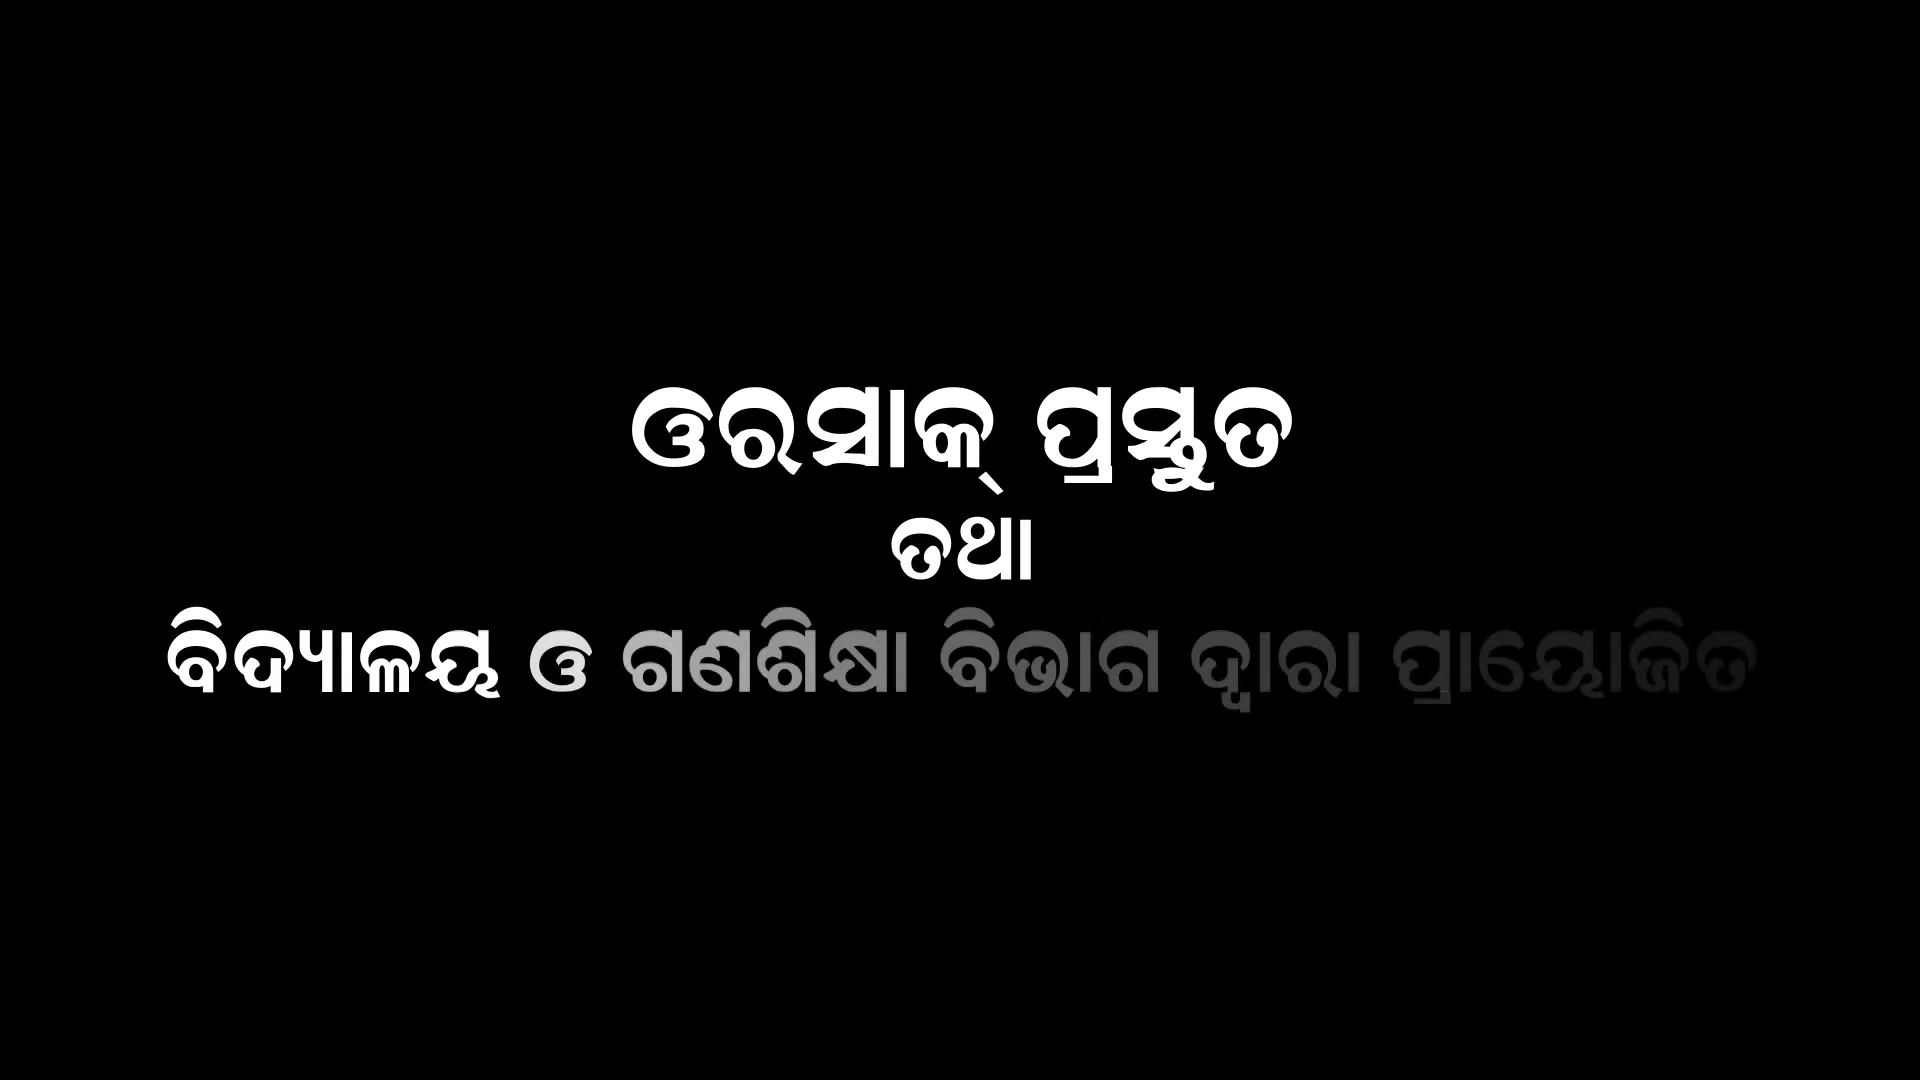 ଓରସାକ୍ ପ୍ରସ୍ତୁତ
ତଥା
ବିଦ୍ୟାଳୟ ଓ ଗଣଶିକ୍ଷା ବିଭାଗ ଦ୍ୱାରା ପ୍ରାୟୋଜିତ